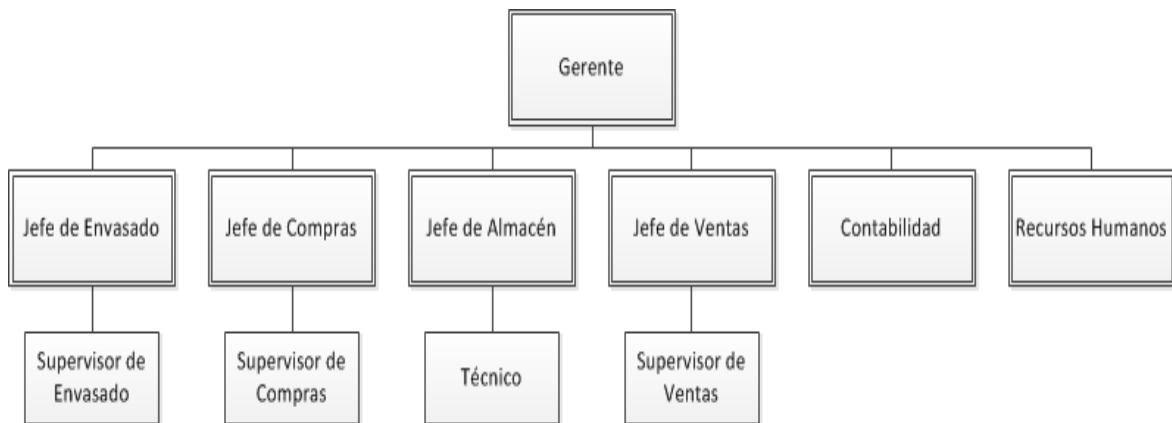 Gerente
Jefe de Envasado
Jefe de Compras
Jefe de Almacén
Jefe de Ventas
Contabilidad
Recursos Humanos
Supervisor de
Envasado
Supervisor de
Compras
Técnico
Supervisor de
Ventas